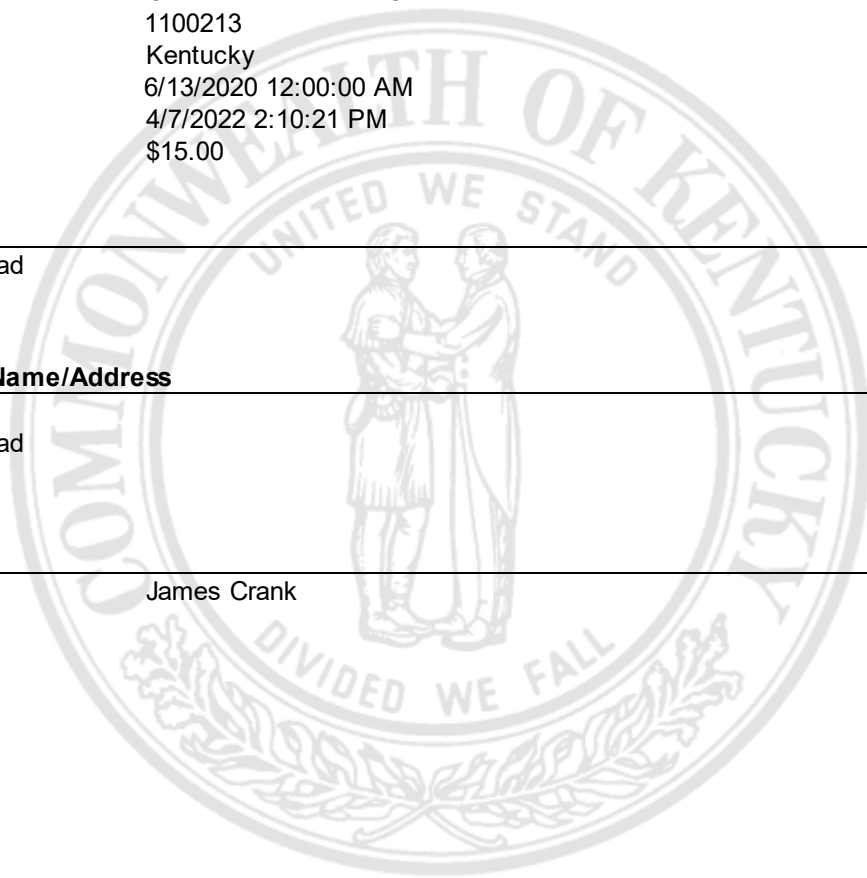 1100213
Kentucky
6/13/2020 12:00:00 AM
4/7/2022 2:10:21 PM
$15.00
ad
Name/Address
ad
James Crank
COMMONWEALTH OF KENTUCKY
UNITED WE STAND
DIVIDED WE FALL